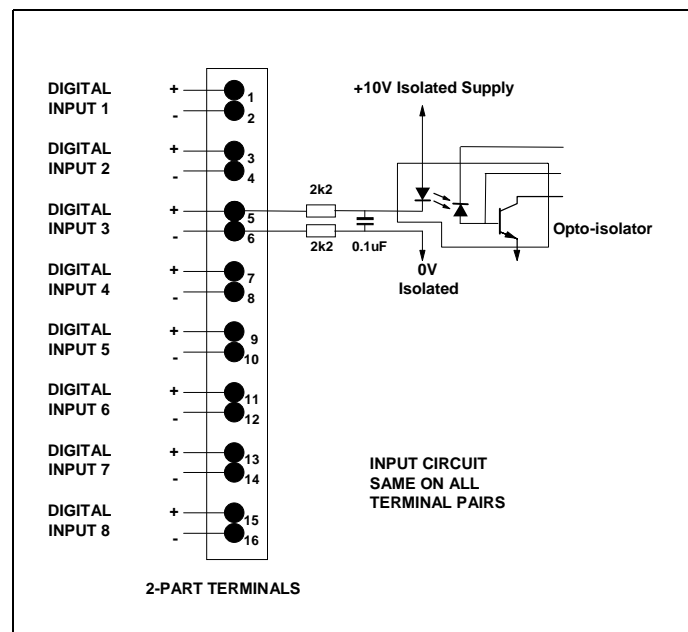 DIGITAL + 1
INPUT 1 - 2
DIGITAL + 3
INPUT 2 - 4
DIGITAL + 5
INPUT 3 - 6
DIGITAL + 7
INPUT 4 - 8
DIGITAL + 9
INPUT 5 - 10
DIGITAL + 11
INPUT 6 - 12
DIGITAL + 13
INPUT 7 - 14
DIGITAL + 15
INPUT 8 - 16
2-PART TERMINALS
+10V Isolated Supply
2k2
2k2
0.1uF
Opto-isolator
0V
Isolated
INPUT CIRCUIT
SAME ON ALL
TERMINAL PAIRS